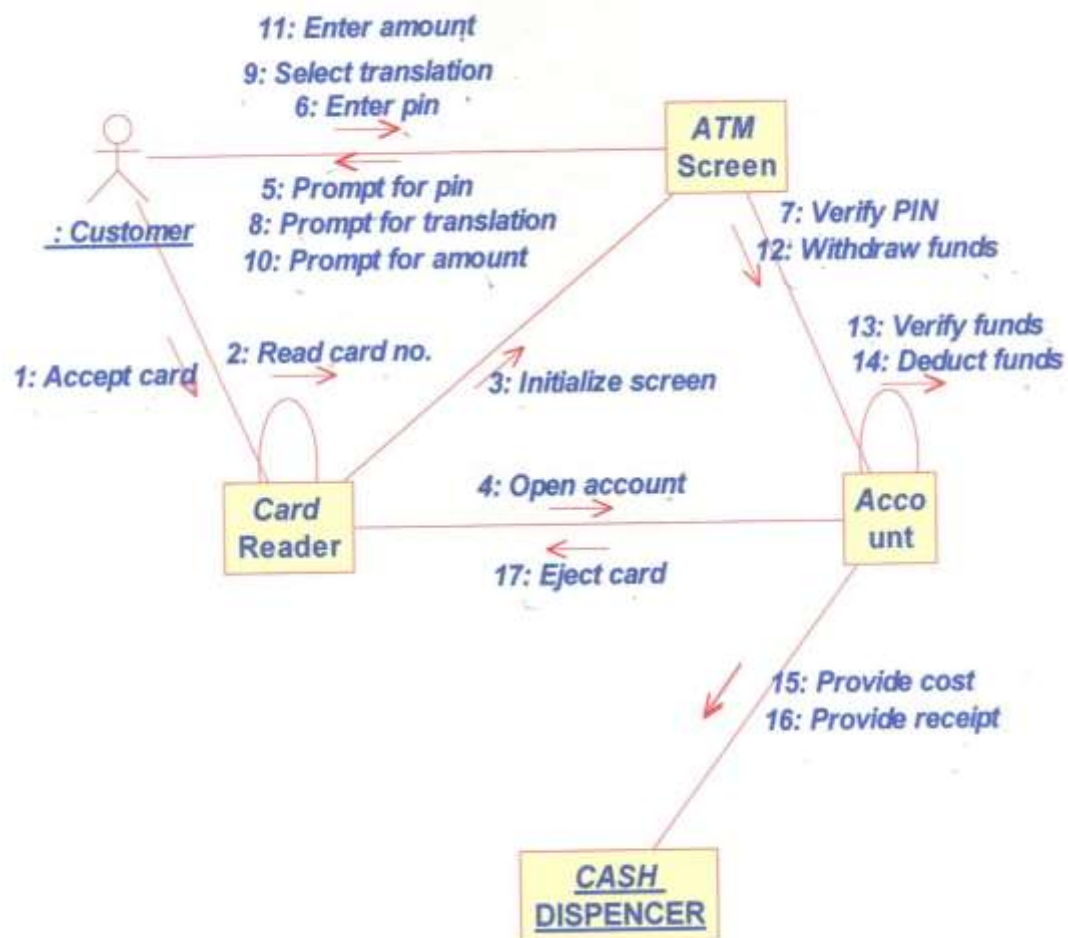 11: Enter amount
9: Select translation
6: Enter pin
ATM
Screen
5: Prompt for pin
8: Prompt for translation
10: Prompt for amount
: Customer
7: Verify PIN
12: Withdraw funds
13: Verify funds
14: Deduct funds
2: Read card no.
1: Accept card
3: Initialize screen
4: Open account
Card
Reader
Acco
unt
17: Eject card
15: Provide cost
16: Provide receipt
CASH
DISPENCER